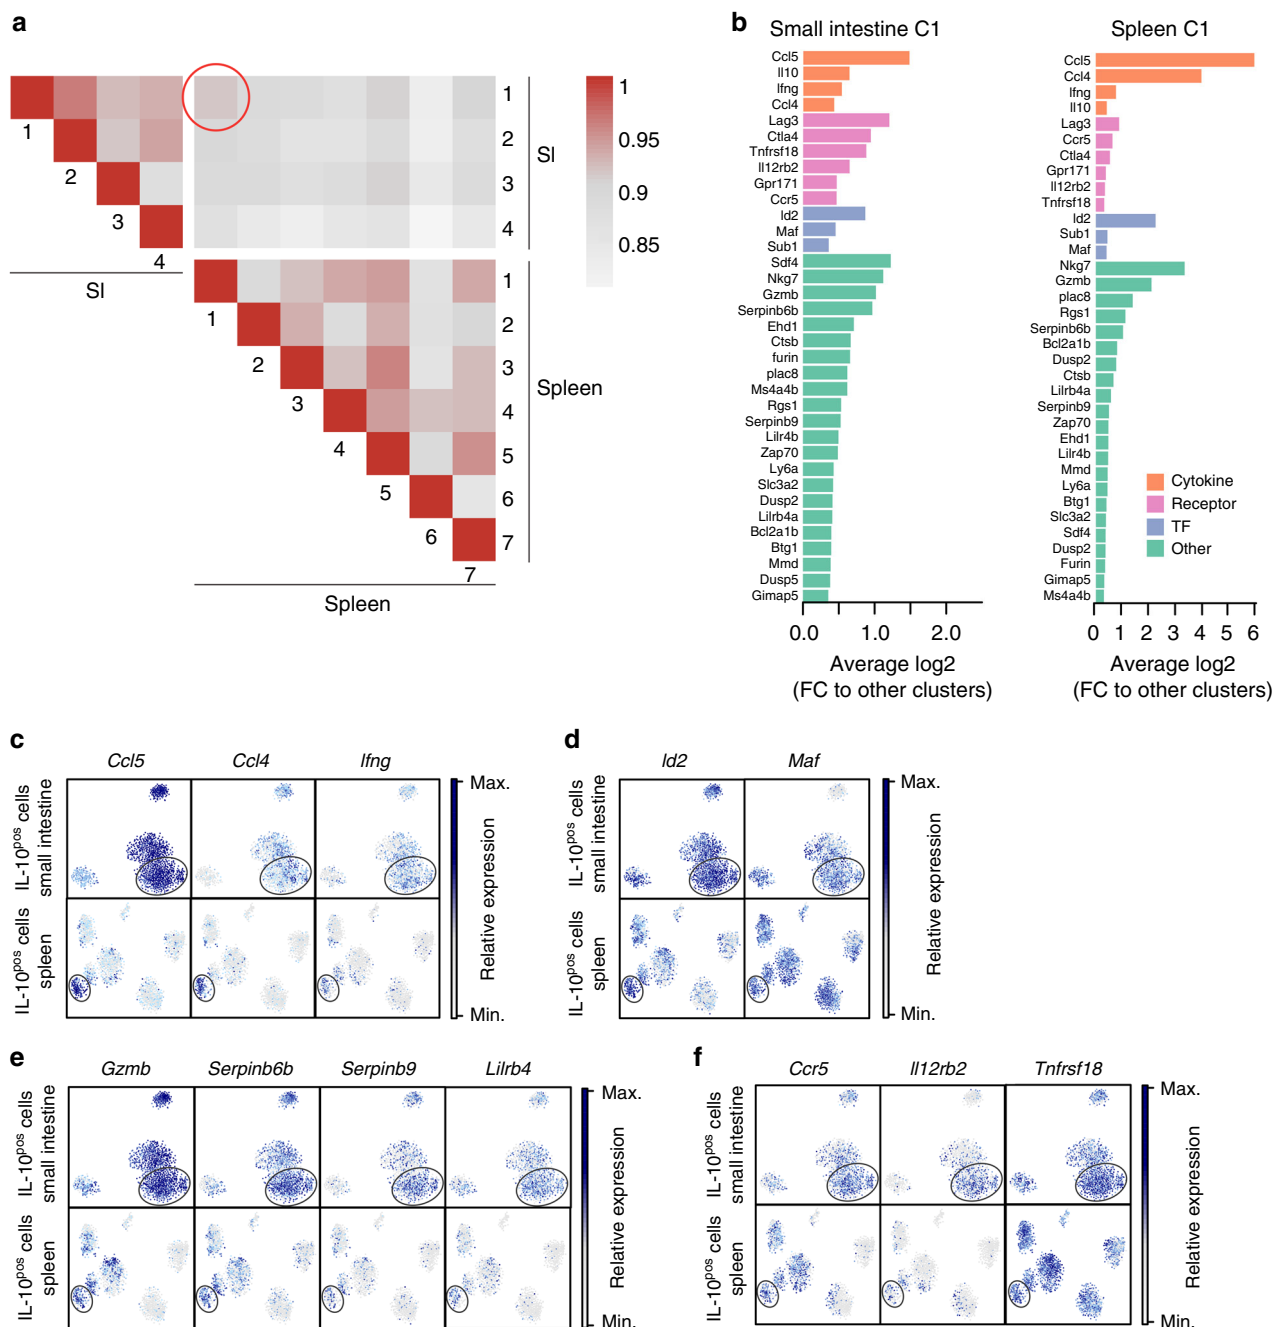 a
1
2
3
4
SI
1
2
3
4
SI
1
2
3
4
5
6
7
Spleen
1
2
3
4
5
6
7
Spleen
1
0.95
0.9
0.85
b
Small intestine C1
Ccl5
Il10
Ifng
Ccl4
Lag3
Ctla4
Tnfrsf18
Il12rb2
Gpr171
Ccr5
Id2
Maf
Sub1
Sdf4
Nkg7
Gzmb
Serpinb6b
Ehd1
Ctsb
furin
plac8
Ms4a4b
Rgs1
Serpinb9
Lilr4b
Zap70
Ly6a
Slc3a2
Dusp2
Lilrb4a
Bcl2a1b
Btg1
Mmd
Dusp5
Gimap5
0.0 1.0 2.0
Average log2
(FC to other clusters)
Spleen C1
Ccl5
Ccl4
Ifng
Il10
Lag3
Ccr5
Ctla4
Gpr171
Il12rb2
Tnfrsf18
Id2
Sub1
Maf
Nkg7
Gzmb
plac8
Rgs1
Serpinb6b
Bcl2a1b
Dusp2
Ctsb
Lilrb4a
Serpinb9
Zap70
Ehd1
Lilr4b
Mmd
Ly6a
Btg1
Slc3a2
Sdf4
Dusp2
Furin
Gimap5
Ms4a4b
0 1 2 3 4 5 6
Average log2
(FC to other clusters)
Cytokine
Receptor
TF
Other
c
Ccl5 Ccl4 Ifng
IL-10pos cells
small intestine
IL-10pos cells
spleen
Max.
Relative expression
Min.
d
Id2 Maf
IL-10pos cells
small intestine
IL-10pos cells
spleen
Max.
Relative expression
Min.
e
Gzmb Serpinb6b Serpinb9 Lilrb4
IL-10pos cells
small intestine
IL-10pos cells
spleen
Max.
Relative expression
Min.
f
Ccr5 Il12rb2 Tnfrsf18
IL-10pos cells
small intestine
IL-10pos cells
spleen
Max.
Relative expression
Min.